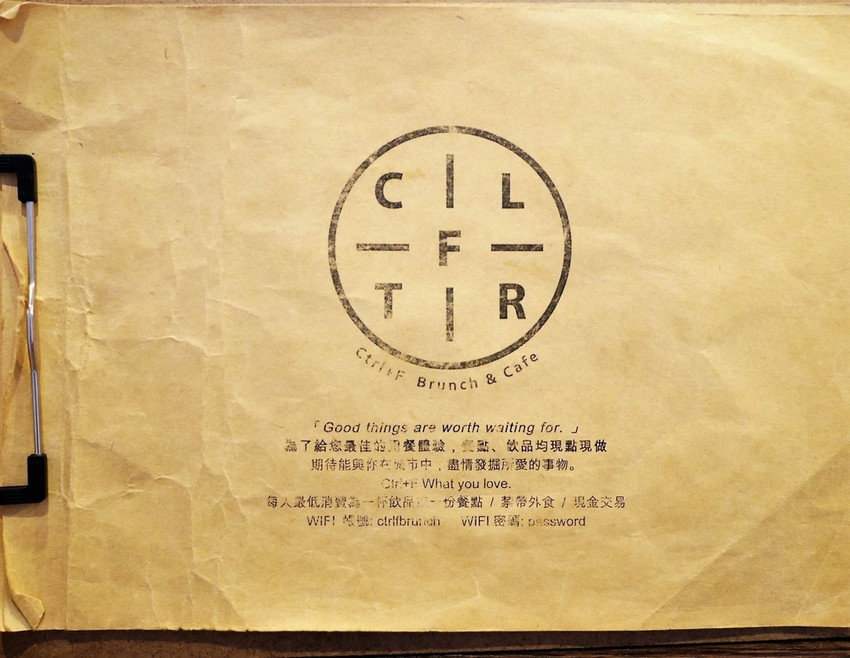 C L
F
T R
Ctrl+F Brunch & Cafe
「Good things are worth waiting for.」
為了給您最佳的用餐體驗，餐點、飲品均現點現做
期待能與你在城市中，盡情發掘所愛的事物。
Ctrl+F What you love.
每人最低消費為一杯飲品或一份餐點 / 禁帶外食 / 現金交易
WiFI 帳號: ctrlfbrunch WiFI 密碼: password